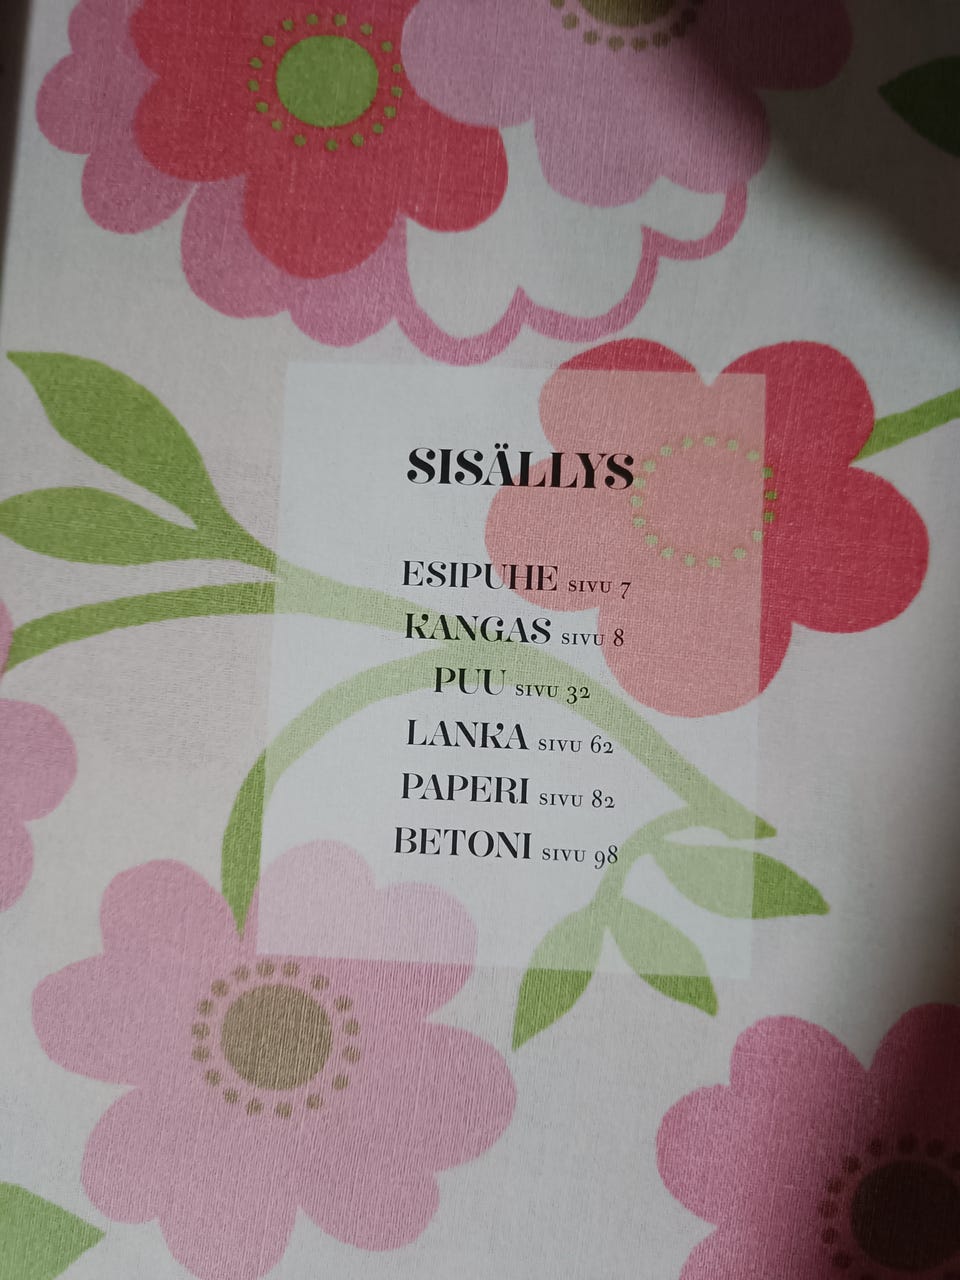 SISÄLLYS
ESIPUHE SIVU 7
KANGAS SIVU 8
PUU SIVU 32
LANKA SIVU 62
PAPERI SIVU 82
BETONI SIVU 98